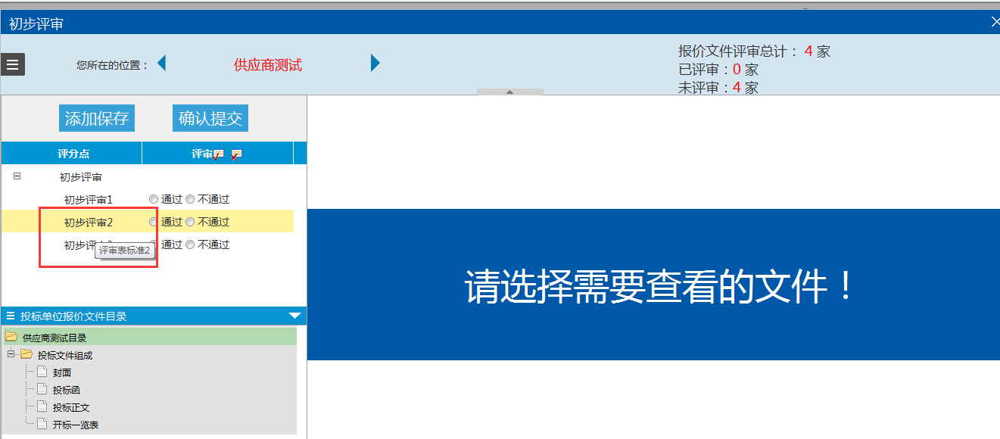 初步评审
您所在的位置：
供应商测试
报价文件评审总计： 4 家
已评审：0 家
未评审：4 家
添加保存
确认提交
评分点
评审
初步评审
初步评审1 通过 不通过
初步评审2 通过 不通过
初步评 通过 不通过
评审表标准2
请选择需要查看的文件！
投标单位报价文件目录
供应商测试目录
投标文件组成
封面
投标函
投标正文
开标一览表